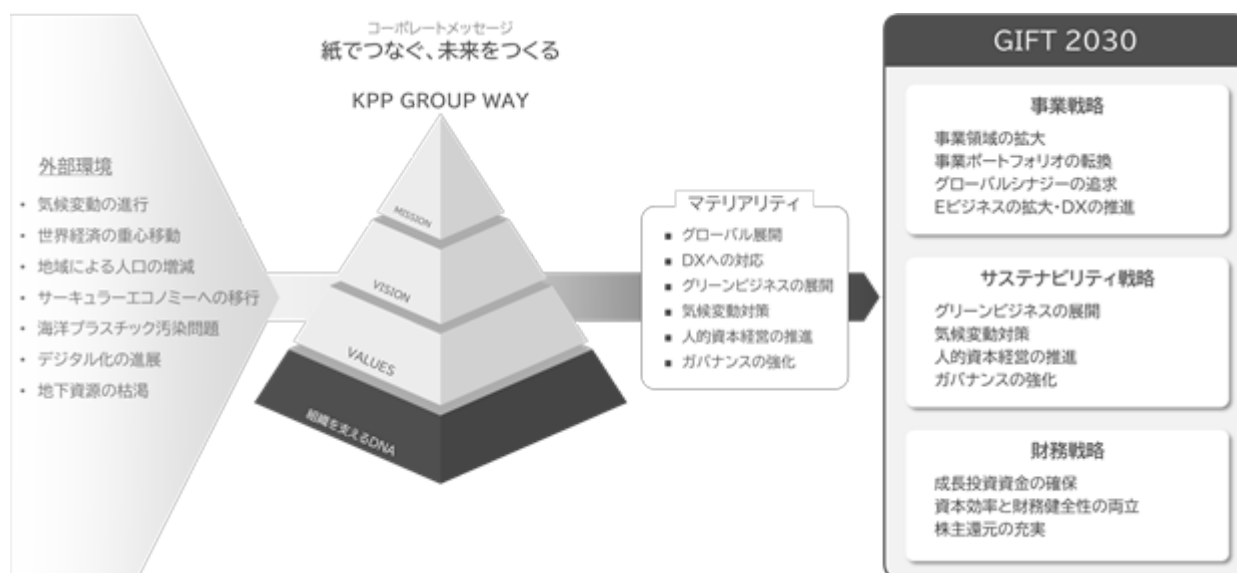 コーポレートメッセージ
紙でつなぐ、未来をつくる
KPP GROUP WAY
外部環境
・ 気候変動の進行
・ 世界経済の重心移動
・ 地域による人口の増減
・ サーキュラーエコノミーへの移行
・ 海洋プラスチック汚染問題
・ デジタル化の進展
・ 地下資源の枯渇
MISSION
VISION
VALUES
組織を支えるDNA
マテリアリティ
■ グローバル展開
■ DXへの対応
■ グリーンビジネスの展開
■ 気候変動対策
■ 人的資本経営の推進
■ ガバナンスの強化
GIFT 2030
事業戦略
事業領域の拡大
事業ポートフォリオの転換
グローバルシナジーの追求
Eビジネスの拡大・DXの推進
サステナビリティ戦略
グリーンビジネスの展開
気候変動対策
人的資本経営の推進
ガバナンスの強化
財務戦略
成長投資資金の確保
資本効率と財務健全性の両立
株主還元の充実